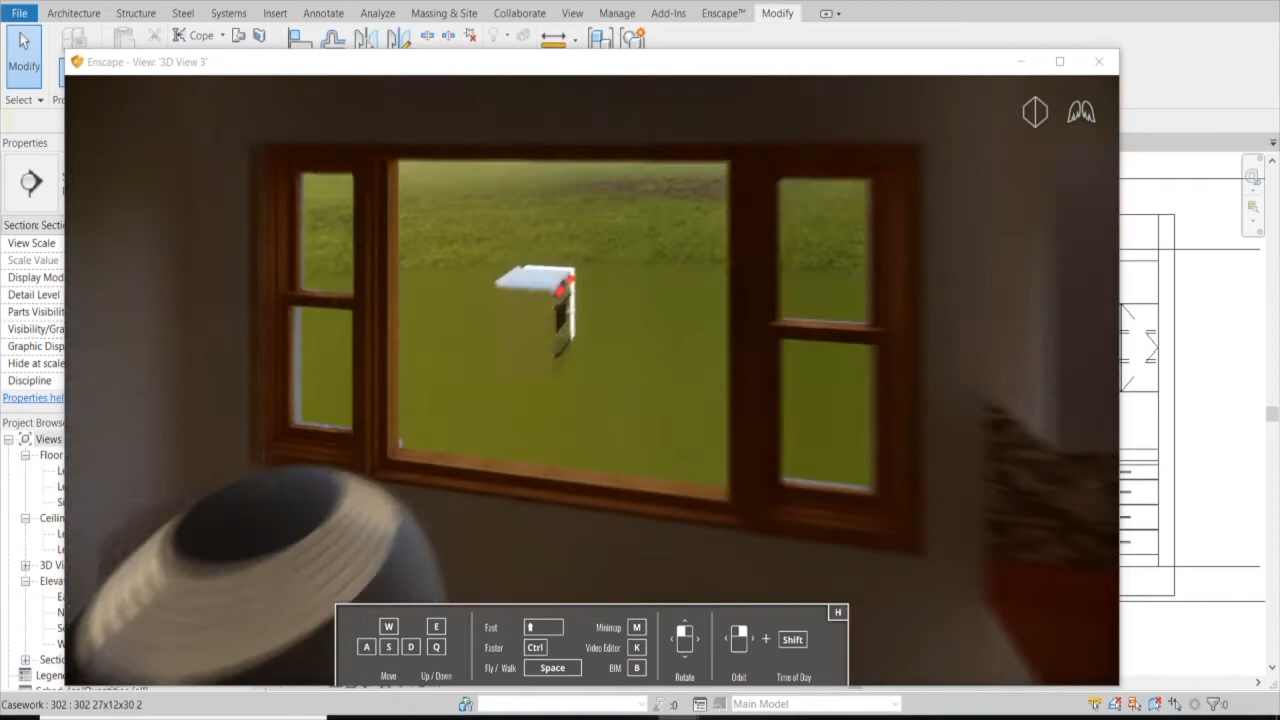 File Architecture Structure Steel Systems Insert Annotate Analyze Massing & Site Collaborate View Manage Add-Ins Enscape™ Modify
Cope
Modify
Select
Enscape - View: '3D View 3'
Properties
Section: Secti
View Scale
Scale Value
Display Mod
Detail Level
Parts Visibility
Visibility/Gra
Graphic Disp
Hide at scale
Discipline
Properties hel
Project Brows
Views
Floor
Ceilin
3D Vi
Eleva
Sectio
Legen
H
W E
A S D Q
Move Up / Down
Fast
Faster Ctrl
Fly / Walk Space
Minimap M
Video Editor K
BIM B
Rotate
Orbit
+ Shift
Time of Day
Casework : 302 : 302 27x12x30 2
:0
Main Model
:0